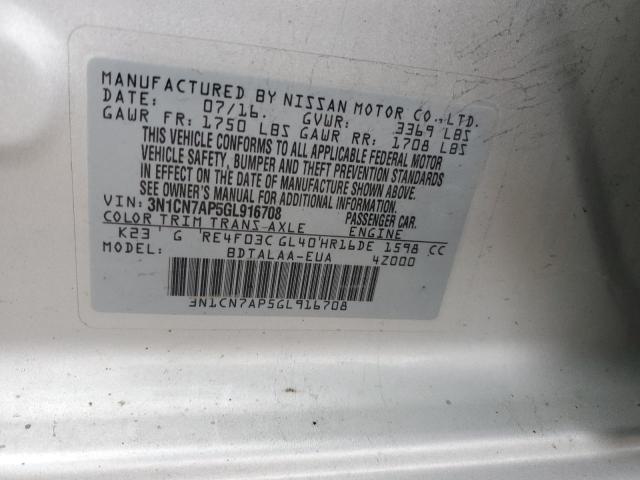 MANUFACTURED BY NISSAN MOTOR CO.,LTD.
DATE: 07/16. GVWR: 3369 LBS
GAWR FR: 1750 LBS GAWR RR: 1708 LBS
THIS VEHICLE CONFORMS TO ALL APPLICABLE FEDERAL MOTOR
VEHICLE SAFETY, BUMPER AND THEFT PREVENTION STANDARDS
IN EFFECT ON THE DATE OF MANUFACTURE SHOWN ABOVE.
SEE OWNER'S MANUAL FOR ADDITIONAL INFORMATION.
VIN: 3N1CN7AP5GL916708 PASSENGER CAR.
COLOR TRIM TRANS AXLE ENGINE
K23 G RE4F03C GL40 HR16DE 1598 CC
MODEL: BDTALAA-EUA 4Z000
3N1CN7AP5GL916708